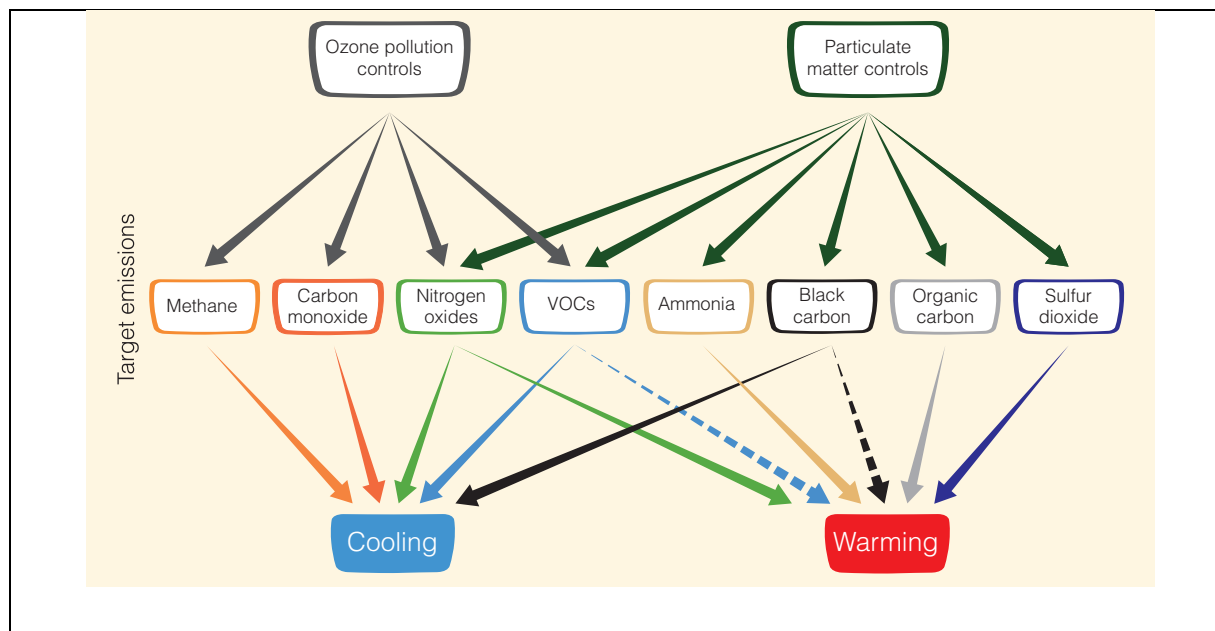 Ozone pollution
controls
Particulate
matter controls
Target emissions
Methane
Carbon
monoxide
Nitrogen
oxides
VOCs
Ammonia
Black
carbon
Organic
carbon
Sulfur
dioxide
Cooling
Warming